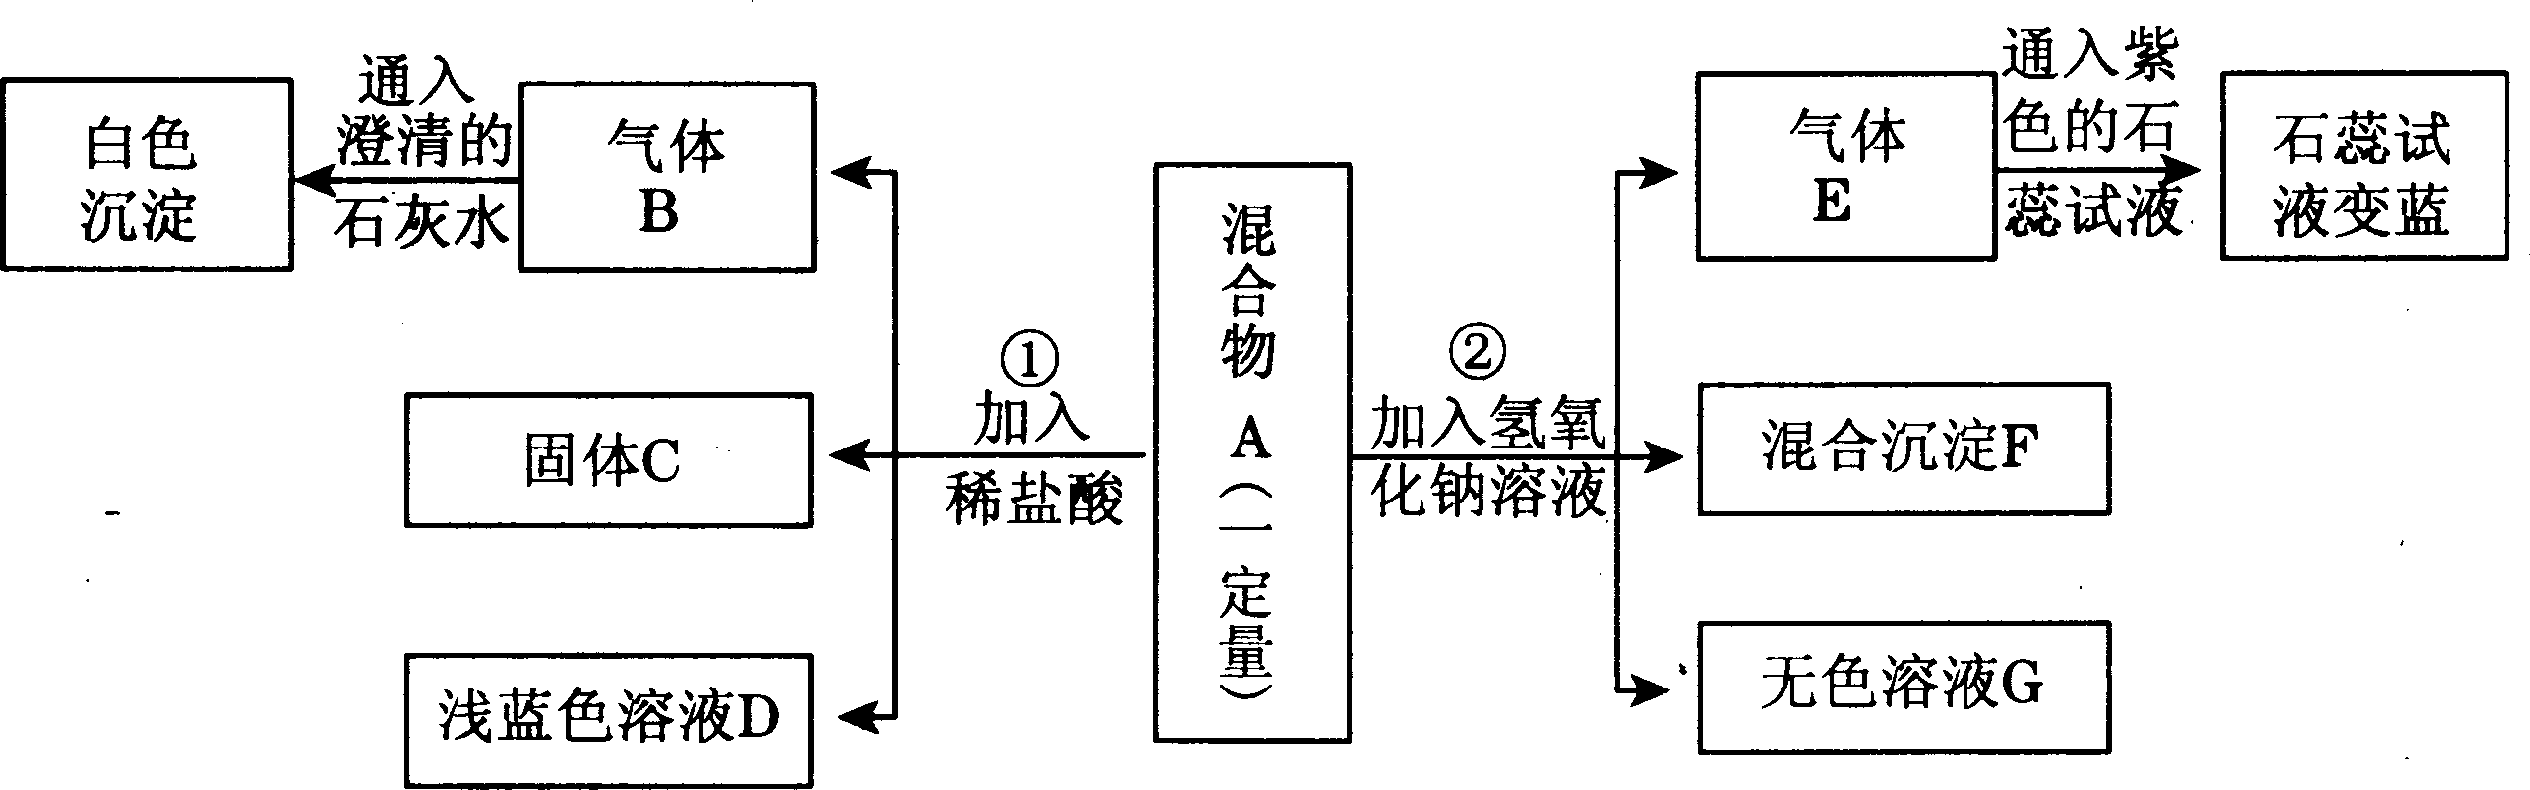 白色
沉淀
通入
澄清的
石灰水
气体
B
固体C
浅蓝色溶液D
①
加入
稀盐酸
混合物 A（一定量）
②
加入氢氧
化钠溶液
气体
E
通入紫
色的石
蕊试液
石蕊试
液变蓝
混合沉淀F
无色溶液G